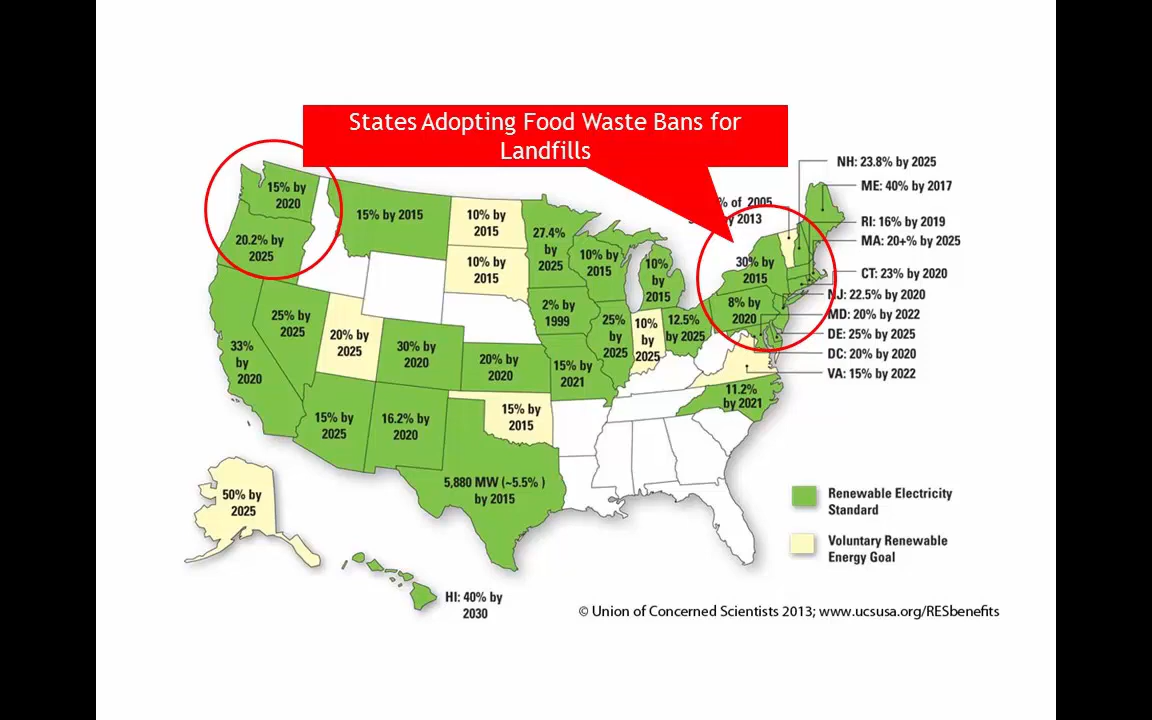 States Adopting Food Waste Bans for
Landfills
NH: 23.8% by 2025
ME: 40% by 2017
% of 2005
by 2013
RI: 16% by 2019
MA: 20+% by 2025
CT: 23% by 2020
NJ: 22.5% by 2020
MD: 20% by 2022
DE: 25% by 2025
DC: 20% by 2020
VA: 15% by 2022
15% by
2020
20.2% by
2025
15% by 2015
10% by
2015
10% by
2015
27.4%
by
2025
10% by
2015
10%
by
2015
30% by
2015
8% by
2020
2% by
1999
25%
by
2025
10%
by
2025
12.5%
by 2025
33%
by
2020
25% by
2025
20% by
2025
30% by
2020
20% by
2020
15% by
2021
11.2%
by 2021
15% by
2025
16.2% by
2020
15% by
2015
5,880 MW (~5.5% )
by 2015
50% by
2025
HI: 40% by
2030
Renewable Electricity
Standard
Voluntary Renewable
Energy Goal
© Union of Concerned Scientists 2013; www.ucsusa.org/RESbenefits